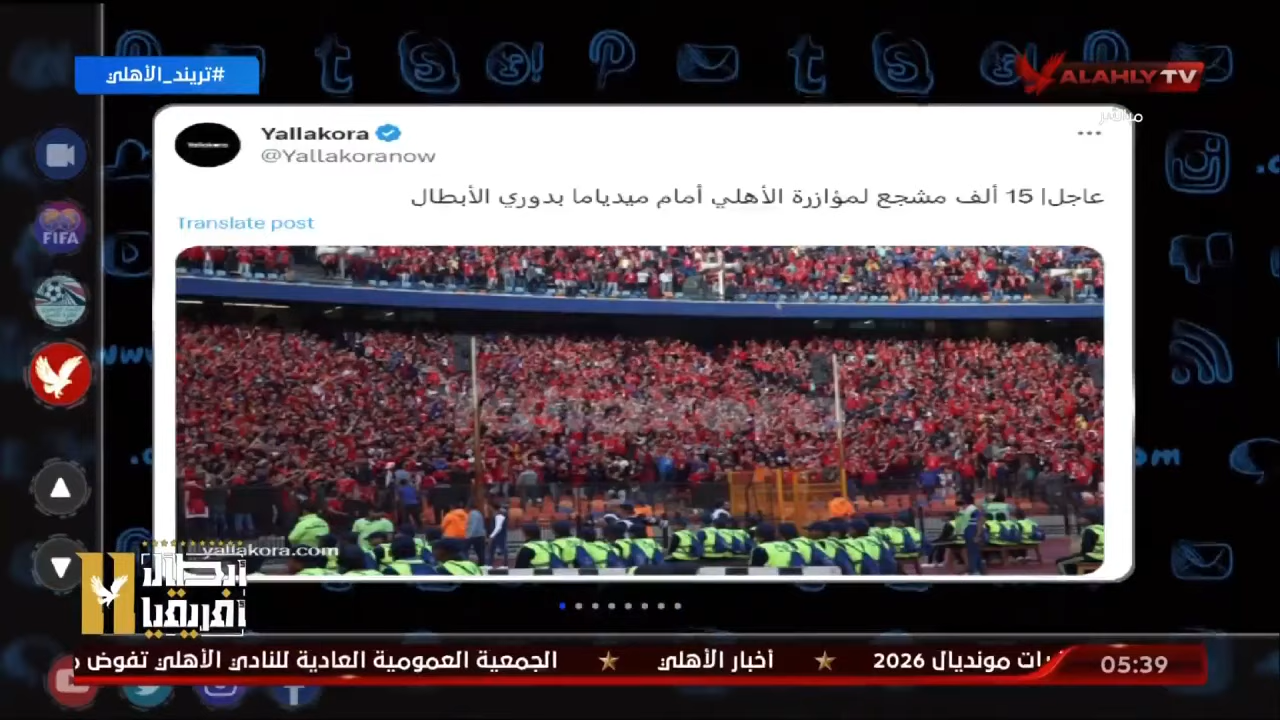 #تريند_الأهلي
ALAHLY TV
مباشر
Yallakora
@Yallakoranow
عاجل| 15 ألف مشجع لمؤازرة الأهلي أمام ميدياما بدوري الأبطال
Translate post
FIFA
yallakora.com
أبطال
أفريقيا
مونديال 2026 ★ أخبار الأهلي ★ الجمعية العمومية العادية للنادي الأهلي تفوض
05:39